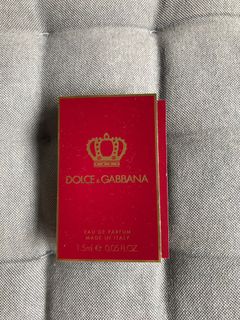 DOLCE & GABBANA
EAU DE PARFUM
MADE IN ITALY
1.5ml ℮ 0.05 FL.OZ.